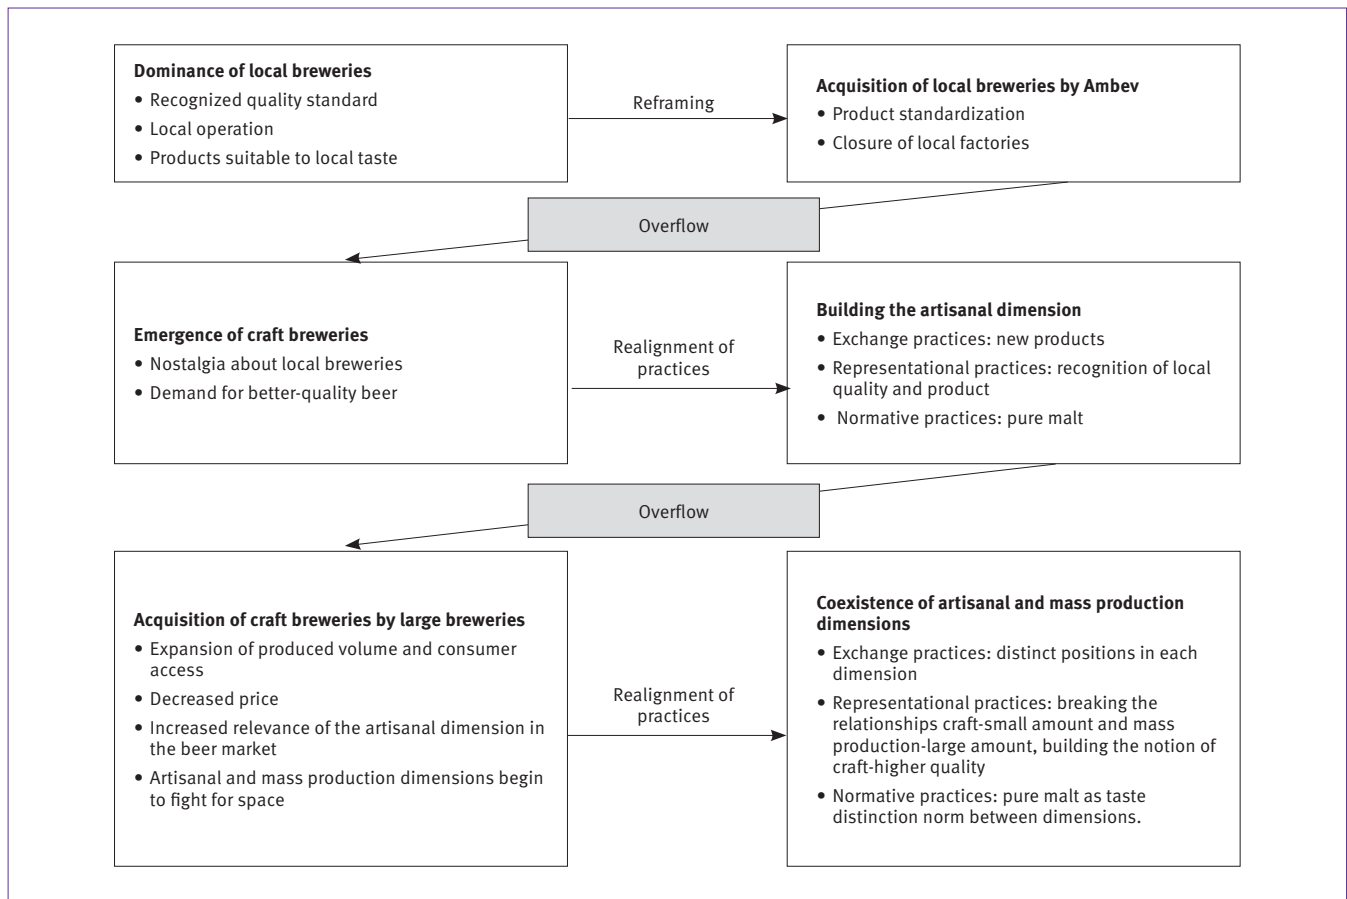 Dominance of local breweries
• Recognized quality standard
• Local operation
• Products suitable to local taste
Reframing
Acquisition of local breweries by Ambev
• Product standardization
• Closure of local factories
Overflow
Emergence of craft breweries
• Nostalgia about local breweries
• Demand for better-quality beer
Realignment of
practices
Building the artisanal dimension
• Exchange practices: new products
• Representational practices: recognition of local
quality and product
• Normative practices: pure malt
Overflow
Acquisition of craft breweries by large breweries
• Expansion of produced volume and consumer
access
• Decreased price
• Increased relevance of the artisanal dimension in
the beer market
• Artisanal and mass production dimensions begin
to fight for space
Realignment of
practices
Coexistence of artisanal and mass production
dimensions
• Exchange practices: distinct positions in each
dimension
• Representational practices: breaking the
relationships craft-small amount and mass
production-large amount, building the notion of
craft-higher quality
• Normative practices: pure malt as taste
distinction norm between dimensions.